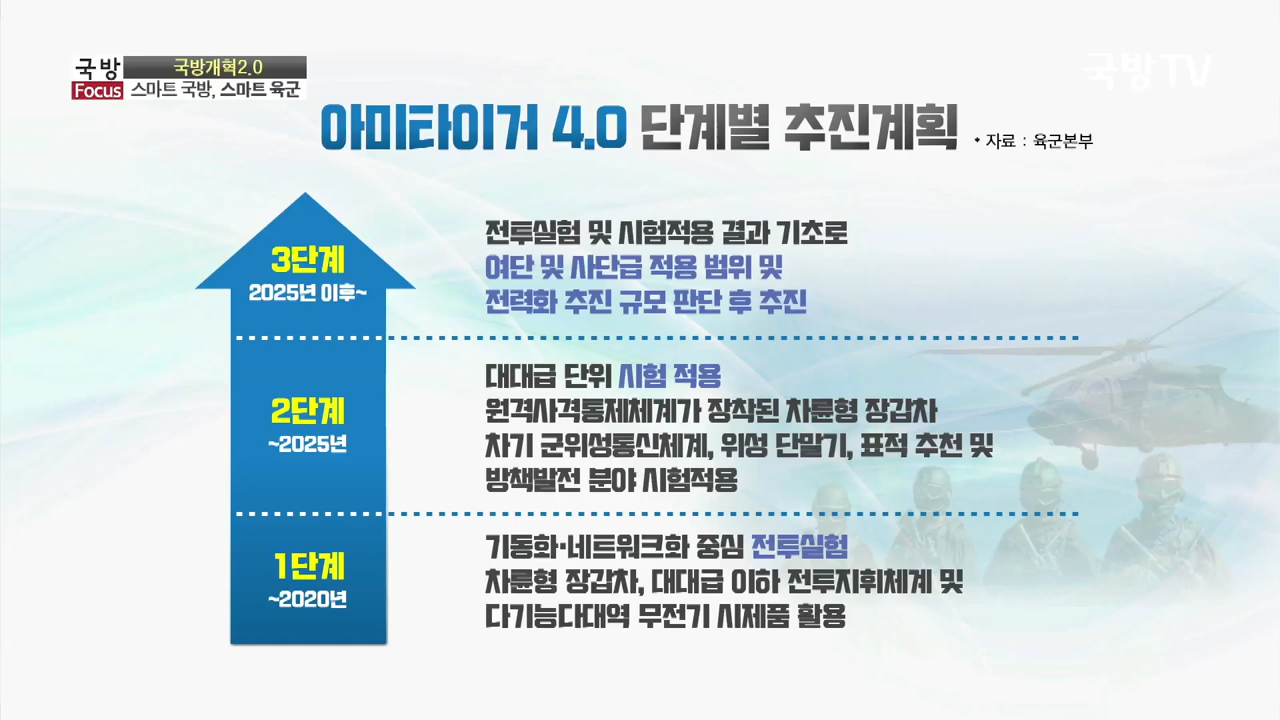 국방
Focus
국방개혁2.0
스마트 국방, 스마트 육군
국방TV
아미타이거 4.0 단계별 추진계획
* 자료 : 육군본부
3단계
2025년 이후~
전투실험 및 시험적용 결과 기초로
여단 및 사단급 적용 범위 및
전력화 추진 규모 판단 후 추진
2단계
~2025년
대대급 단위 시험 적용
원격사격통제체계가 장착된 차륜형 장갑차
차기 군위성통신체계, 위성 단말기, 표적 추천 및
방책발전 분야 시험적용
1단계
~2020년
기동화·네트워크화 중심 전투실험
차륜형 장갑차, 대대급 이하 전투지휘체계 및
다기능다대역 무전기 시제품 활용